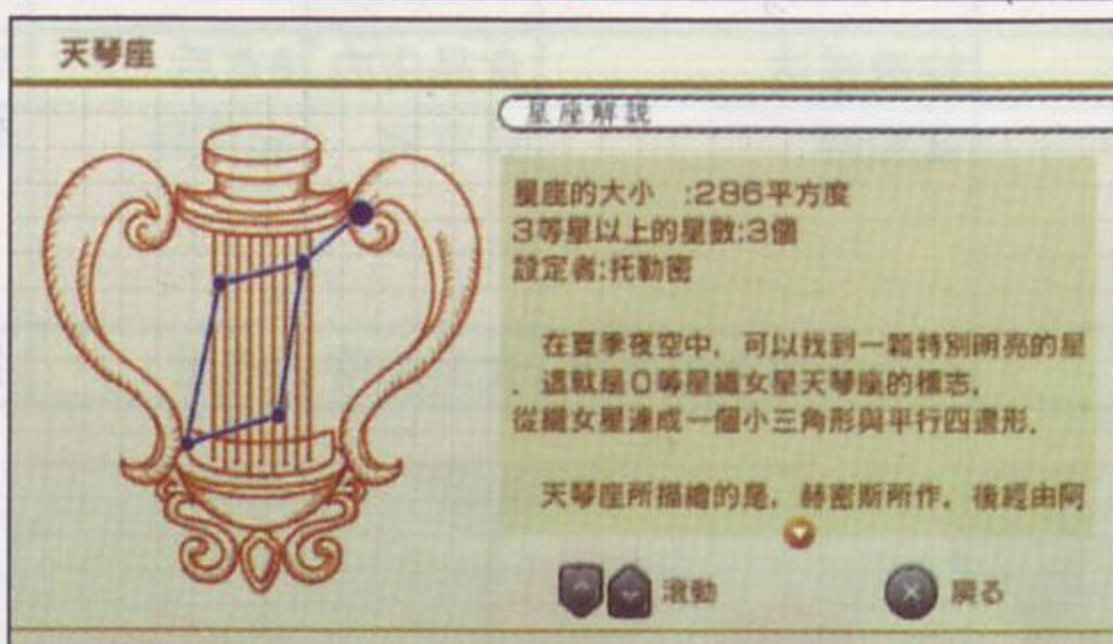 天琴座
星座解説
星座的大小 :286平方度
3等星以上的星數:3個
設定者:托勒密
在夏季夜空中, 可以找到一顆特別明亮的星
. 這就是0等星織女星天琴座的標志,
從織女星連成一個小三角形與平行四邊形.
天琴座所描繪的是, 赫密斯所作, 後經由阿
滾動
戻る